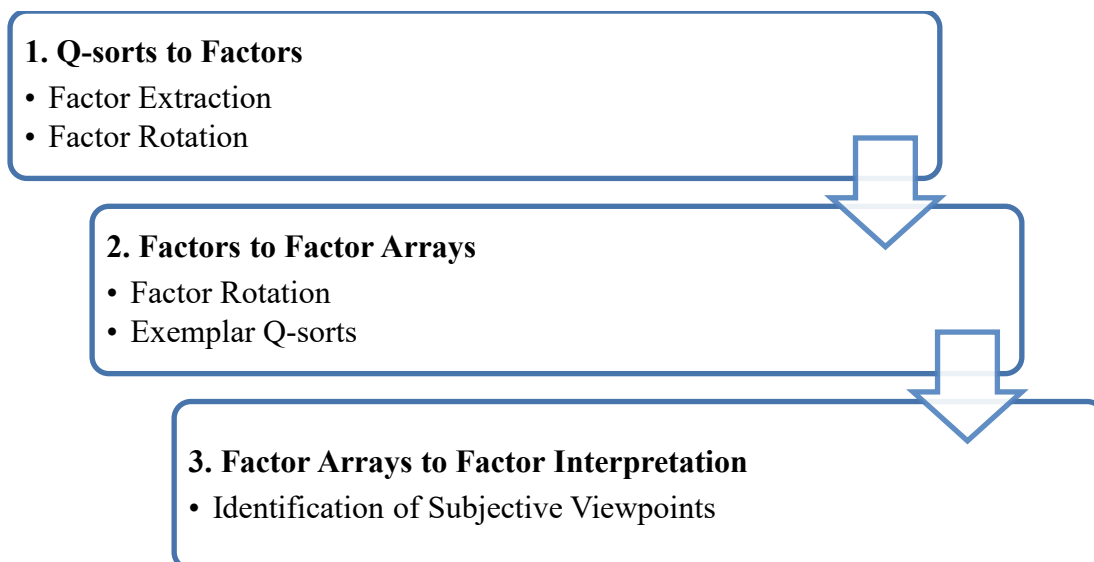 1. Q-sorts to Factors
• Factor Extraction
• Factor Rotation
2. Factors to Factor Arrays
• Factor Rotation
• Exemplar Q-sorts
3. Factor Arrays to Factor Interpretation
• Identification of Subjective Viewpoints